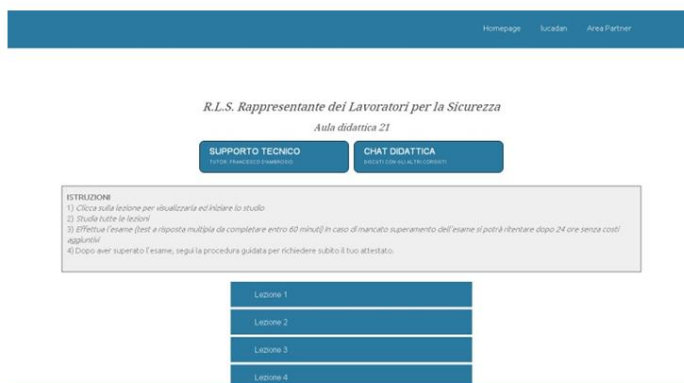 Homepage lucadan Area Partner
R.L.S. Rappresentante dei Lavoratori per la Sicurezza
Aula didattica 21
SUPPORTO TECNICO
TUTOR: FRANCESCO D'AMBROSIO
CHAT DIDATTICA
DISCUTI CON GLI ALTRI CORSISTI
ISTRUZIONI
1) Clicca sulla lezione per visualizzarla ed iniziare lo studio
2) Studia tutte le lezioni
3) Effettua l'esame (test a risposta multipla da completare entro 60 minuti) in caso di mancato superamento dell'esame si potrà ritentare dopo 24 ore senza costi
aggiuntivi
4) Dopo aver superato l'esame, segui la procedura guidata per richiedere subito il tuo attestato.
Lezione 1
Lezione 2
Lezione 3
Lezione 4